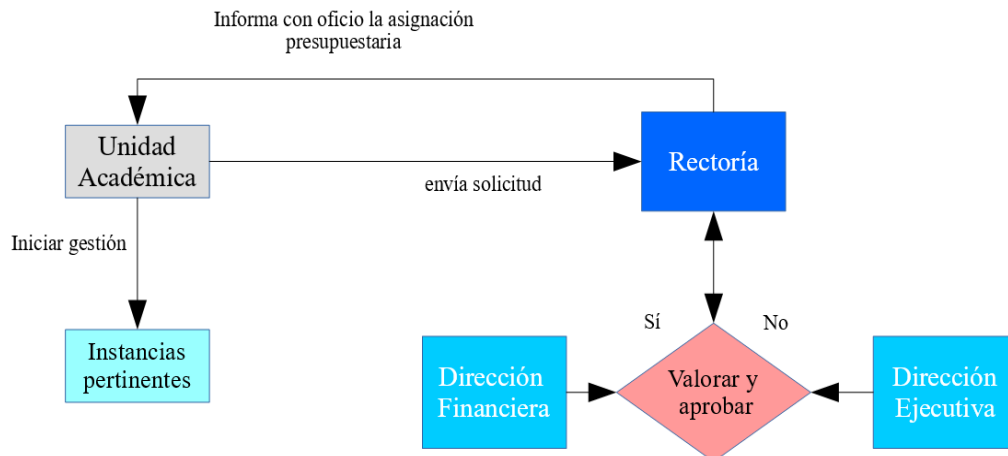 Informa con oficio la asignación
presupuestaria
Unidad
Académica
Rectoría
envía solicitud
Iniciar gestión
Sí
No
Instancias
pertinentes
Dirección
Financiera
Valorar y
aprobar
Dirección
Ejecutiva